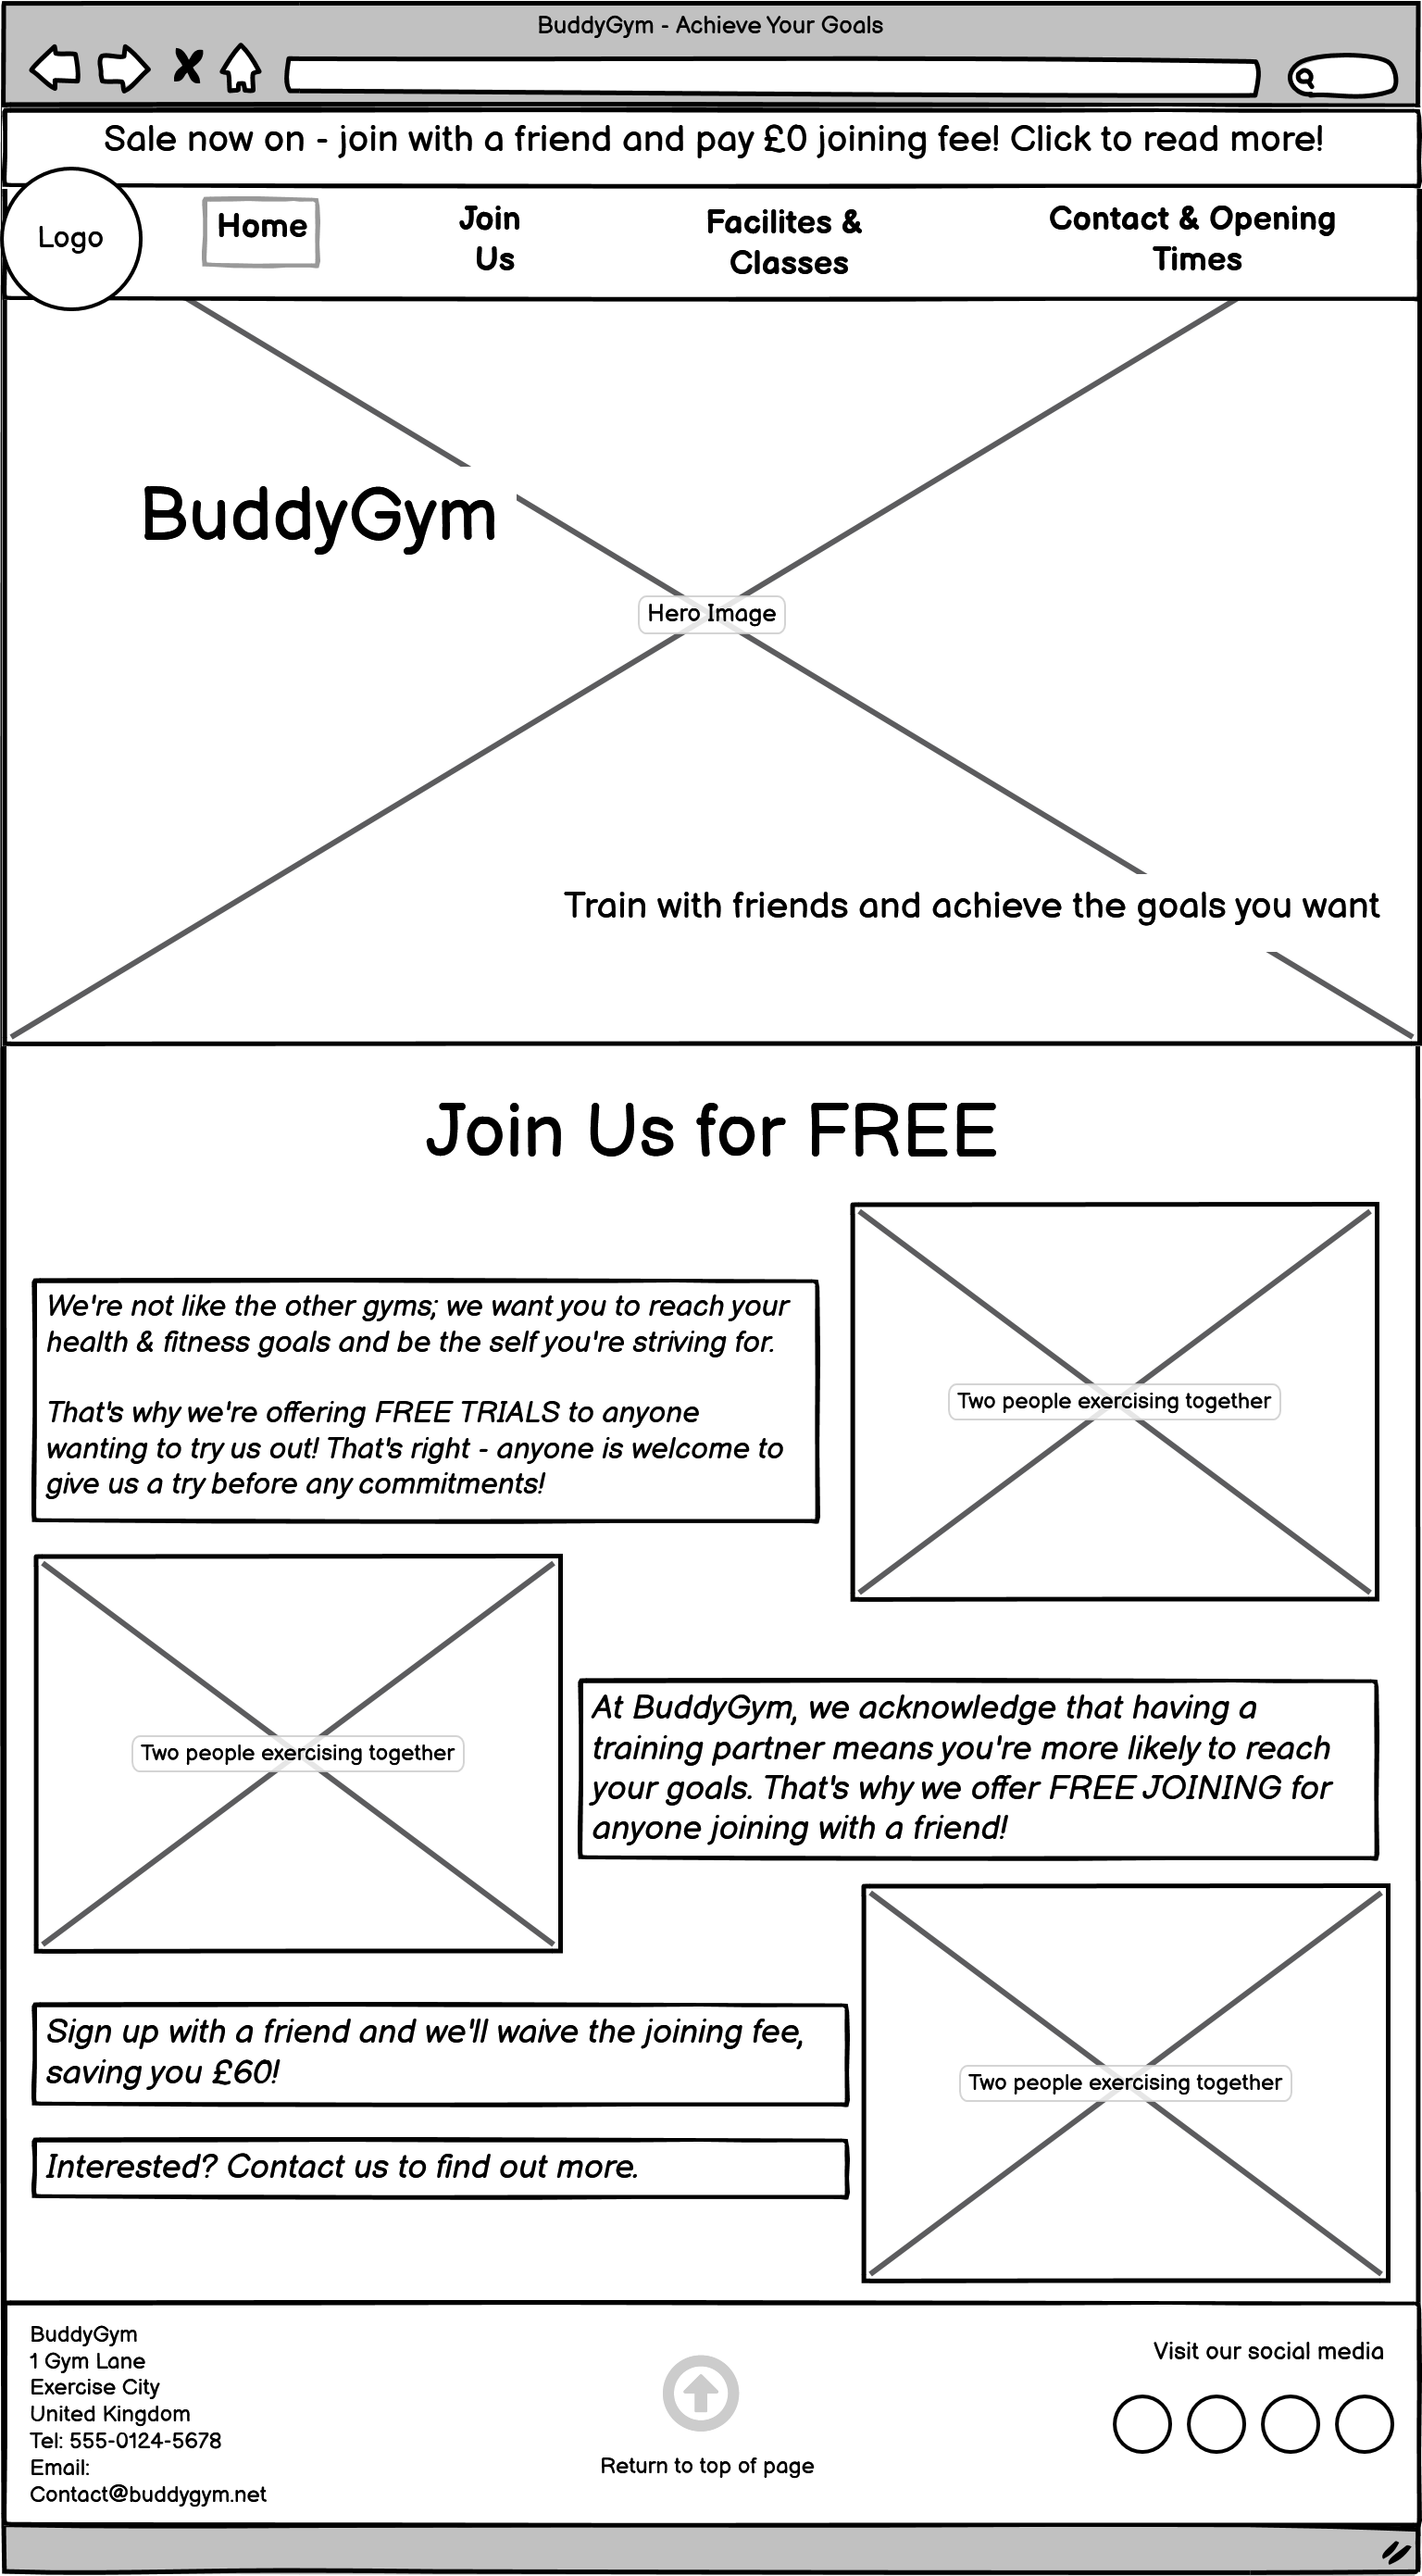 BuddyGym - Achieve Your Goals
Sale now on - join with a friend and pay £0 joining fee! Click to read more!
Logo
Home
Join
Us
Facilites &
Classes
Contact & Opening
Times
BuddyGym
Hero Image
Train with friends and achieve the goals you want
Join Us for FREE
We're not like the other gyms; we want you to reach your
health & fitness goals and be the self you're striving for.
That's why we're offering FREE TRIALS to anyone
wanting to try us out! That's right - anyone is welcome to
give us a try before any commitments!
Two people exercising together
Two people exercising together
At BuddyGym, we acknowledge that having a
training partner means you're more likely to reach
your goals. That's why we offer FREE JOINING for
anyone joining with a friend!
Sign up with a friend and we'll waive the joining fee,
saving you £60!
Two people exercising together
Interested? Contact us to find out more.
BuddyGym
1 Gym Lane
Exercise City
United Kingdom
Tel: 555-0124-5678
Email:
Contact@buddygym.net
Return to top of page
Visit our social media